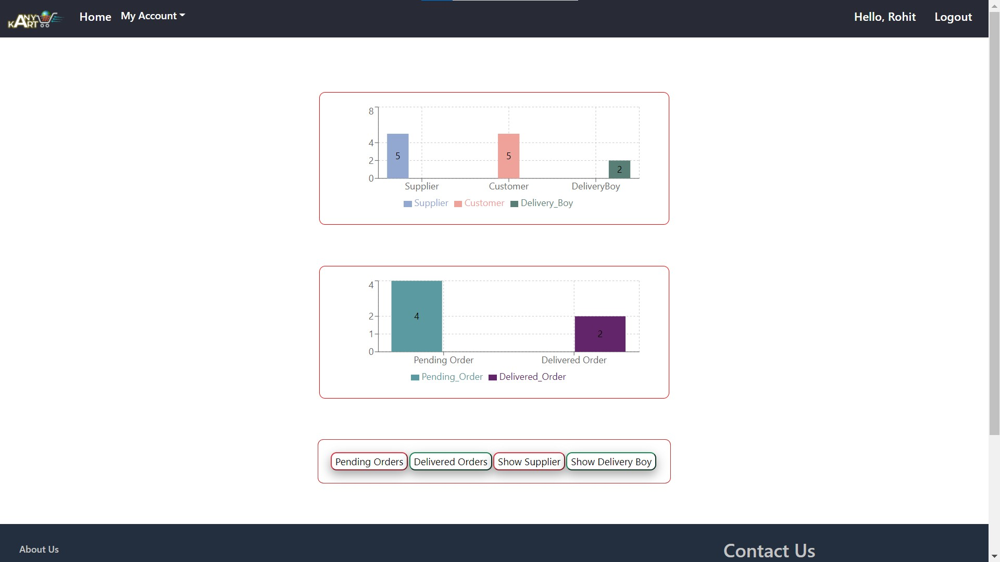 ANY KART Home My Account Hello, Rohit Logout
8
4
2
0
5 5 2
Supplier Customer DeliveryBoy
Supplier Customer Delivery_Boy
4
2
1
0
4 2
Pending Order Delivered Order
Pending_Order Delivered_Order
Pending Orders Delivered Orders Show Supplier Show Delivery Boy
About Us Contact Us